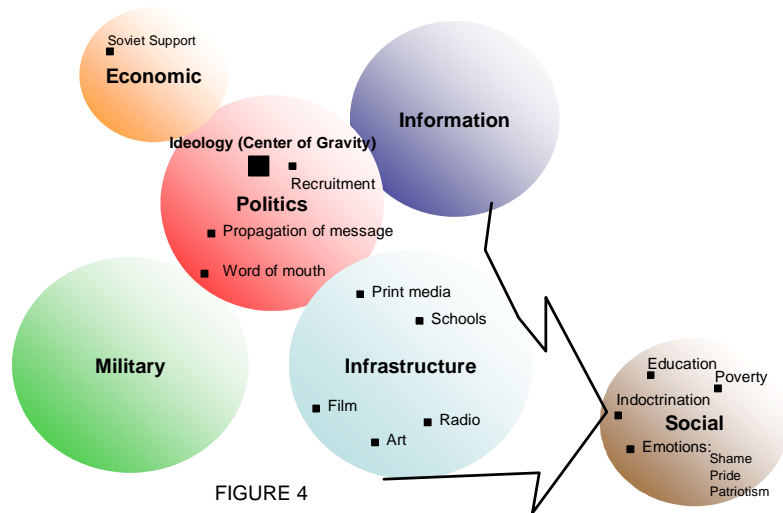 Soviet Support
Economic
Information
Ideology (Center of Gravity)
Recruitment
Politics
Propagation of message
Word of mouth
Print media
Schools
Military
Infrastructure
Film
Radio
Art
Education
Poverty
Indoctrination
Social
Emotions:
Shame
Pride
Patriotism
FIGURE 4